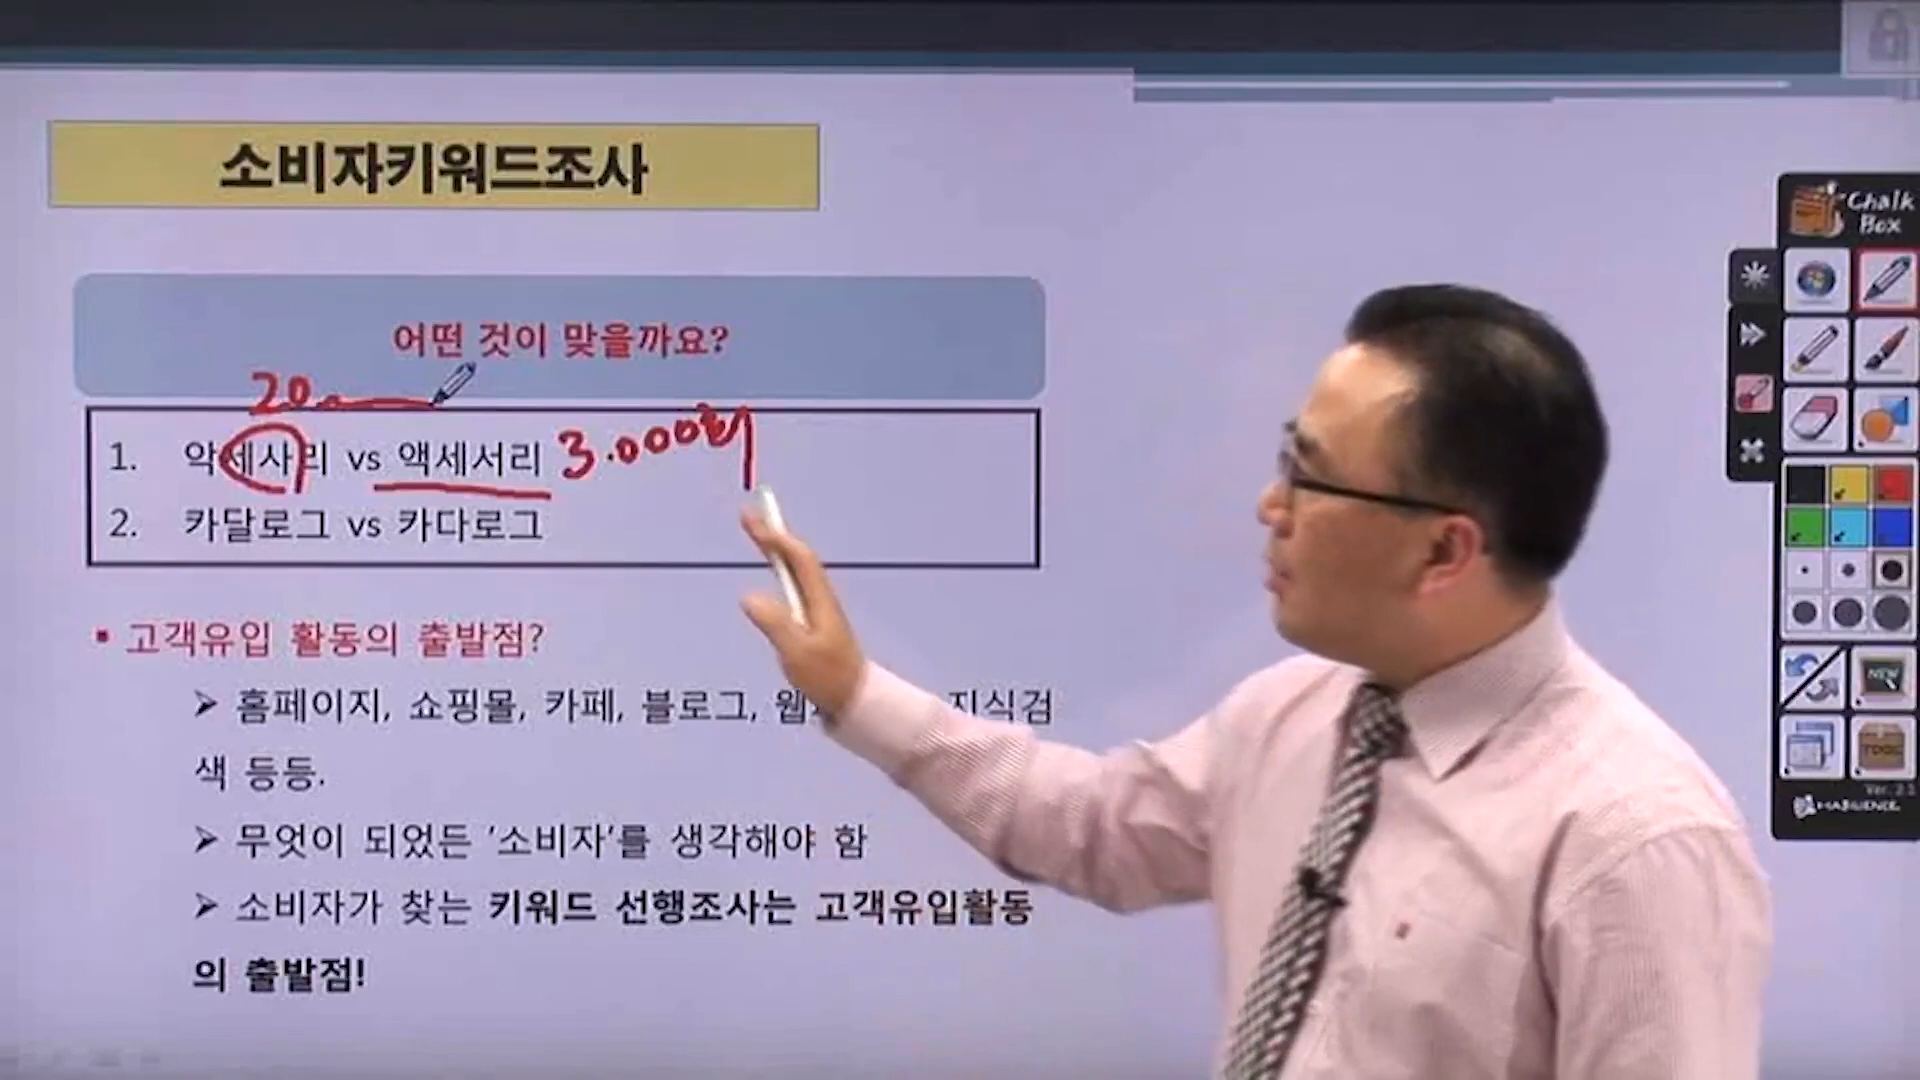 소비자키워드조사
어떤 것이 맞을까요?
20
1. 악세사리 vs 액세서리 3.000회
2. 카달로그 vs 카다로그
▪ 고객유입 활동의 출발점?
➢ 홈페이지, 쇼핑몰, 카페, 블로그, 지식검
색 등등.
➢ 무엇이 되었든 '소비자'를 생각해야 함
➢ 소비자가 찾는 키워드 선행조사는 고객유입활동
의 출발점!
Chalk
Box
NEW
TOOL
Ver. 2.1